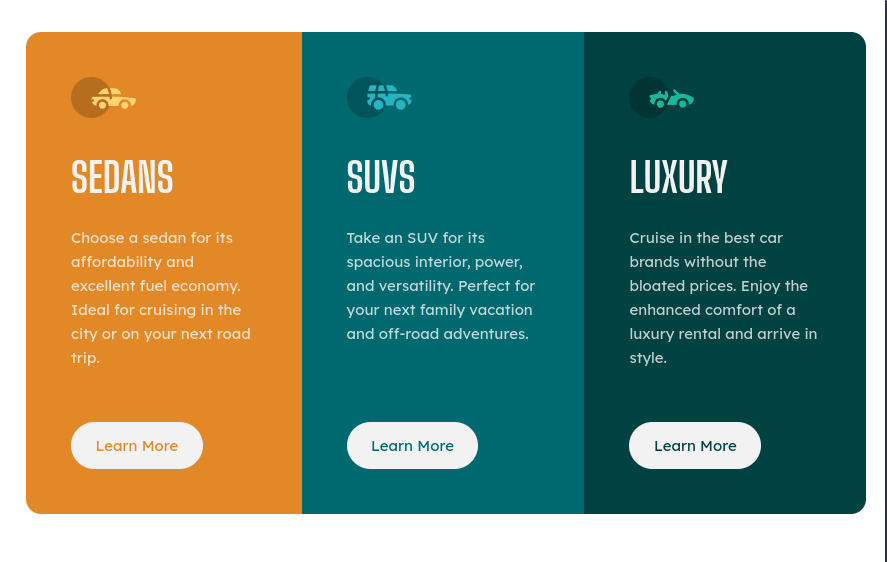 SEDANS
Choose a sedan for its
affordability and
excellent fuel economy.
Ideal for cruising in the
city or on your next road
trip.
Learn More
SUVS
Take an SUV for its
spacious interior, power,
and versatility. Perfect for
your next family vacation
and off-road adventures.
Learn More
LUXURY
Cruise in the best car
brands without the
bloated prices. Enjoy the
enhanced comfort of a
luxury rental and arrive in
style.
Learn More